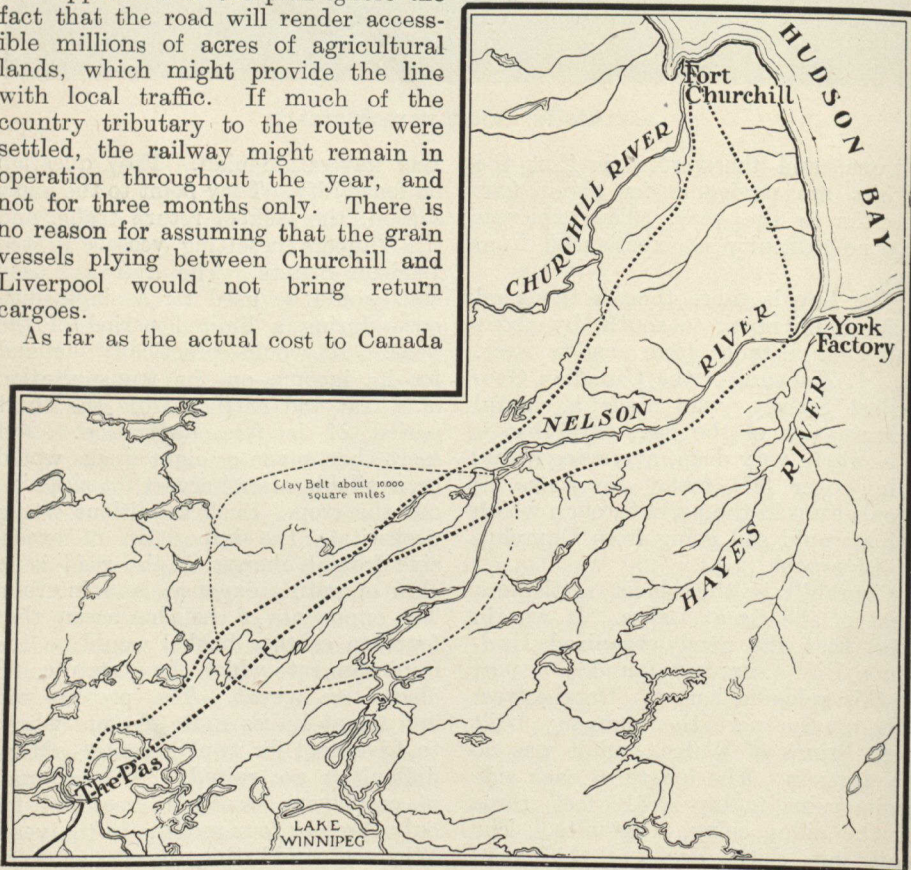 fact that the road will render access-
ible millions of acres of agricultural
lands, which might provide the line
with local traffic. If much of the
country tributary to the route were
settled, the railway might remain in
operation throughout the year, and
not for three months only. There is
no reason for assuming that the grain
vessels plying between Churchill and
Liverpool would not bring return
cargoes.
As far as the actual cost to Canada
HUDSON BAY
Fort
Churchill
CHURCHILL RIVER
York
Factory
NELSON RIVER
HAYES RIVER
Clay Belt about 10000
square miles
The Pas
LAKE
WINNIPEG